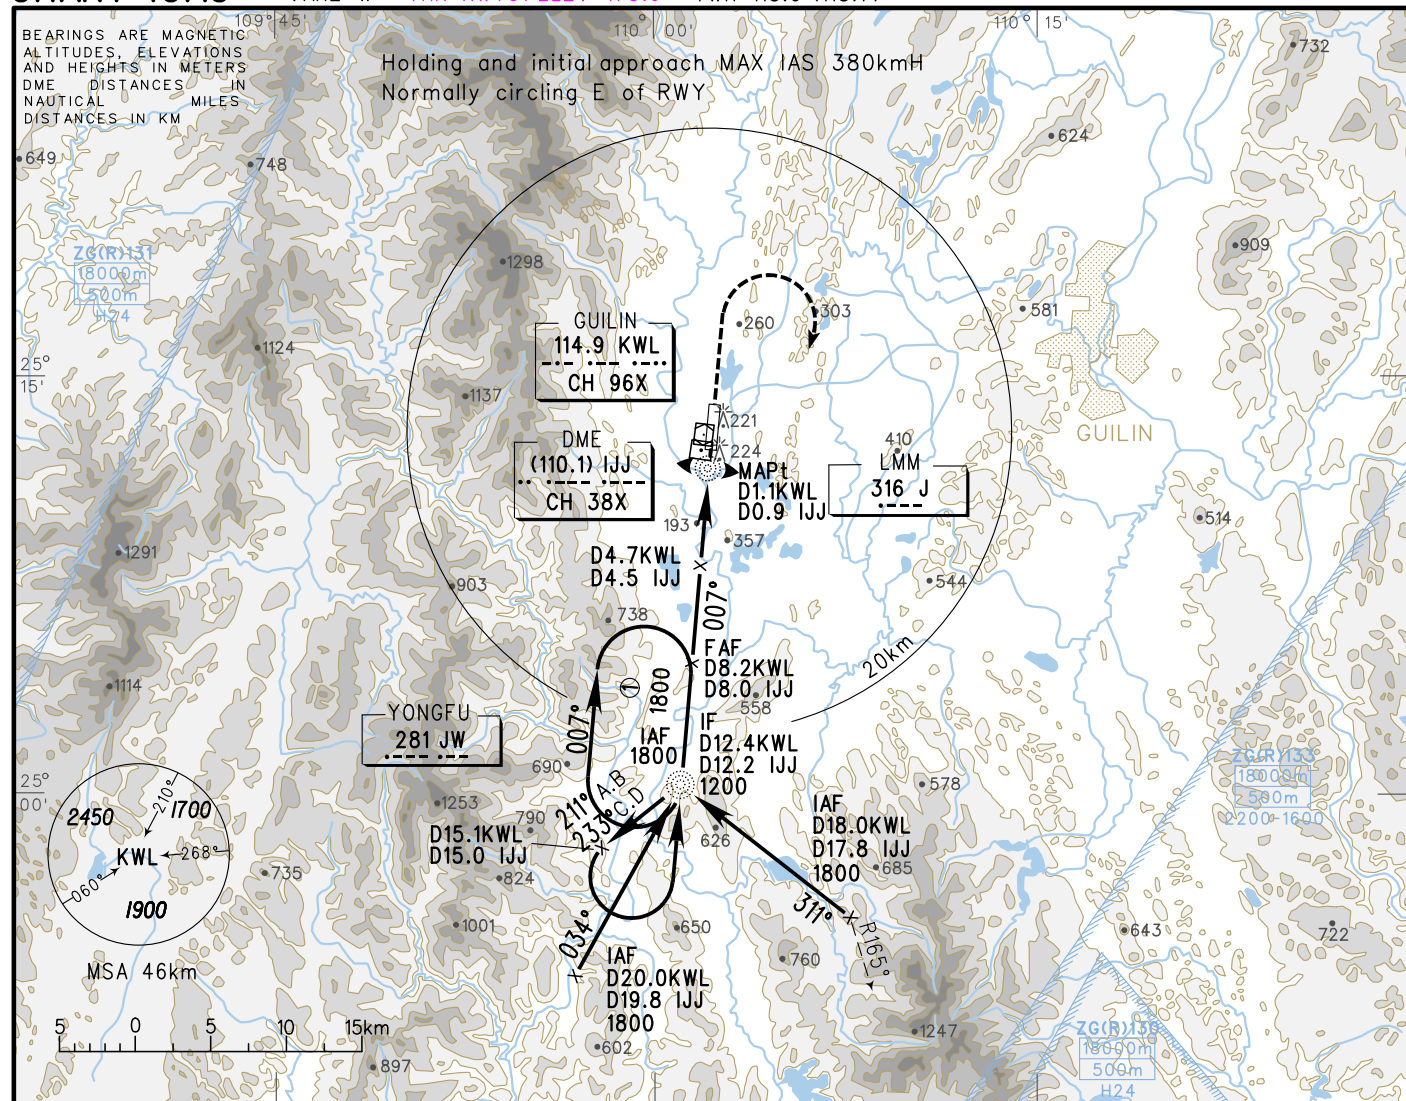 109° 45'
110° 00'
110° 15'
BEARINGS ARE MAGNETIC
ALTITUDES, ELEVATIONS
AND HEIGHTS IN METERS
DME DISTANCES IN
NAUTICAL MILES
DISTANCES IN KM
Holding and initial approach MAX IAS 380kmH
Normally circling E of RWY
732
624
649
748
ZG(R)131
18000m
500m
H24
1298
909
GUILIN
114.9 KWL
CH 96X
260
303
581
1124
25°
15'
1137
221
224
GUILIN
410
DME
(110.1) IJJ
CH 38X
MAPt
D1.1KWL
D0.9 IJJ
LMM
316 J
193
357
514
1291
D4.7KWL
D4.5 IJJ
903
544
007°
738
20km
FAF
D8.2KWL
D8.0 IJJ
558
1114
1
1800
007°
YONGFU
281 JW
IAF
1800
IF
D12.4KWL
D12.2 IJJ
1200
690
ZG(R)133
18000m
500m
2200-1600
25°
00'
578
2450
210°
1700
KWL
268°
060°
1900
MSA 46km
1253
790
211° A.B
233° C.D
D15.1KWL
D15.0 IJJ
626
IAF
D18.0KWL
D17.8 IJJ
1800
685
735
824
1001
034°
650
311°
R165°
643
722
IAF
D20.0KWL
D19.8 IJJ
1800
760
5 0 5 10 15km
1247
ZG(R)130
18000m
500m
H24
602
897